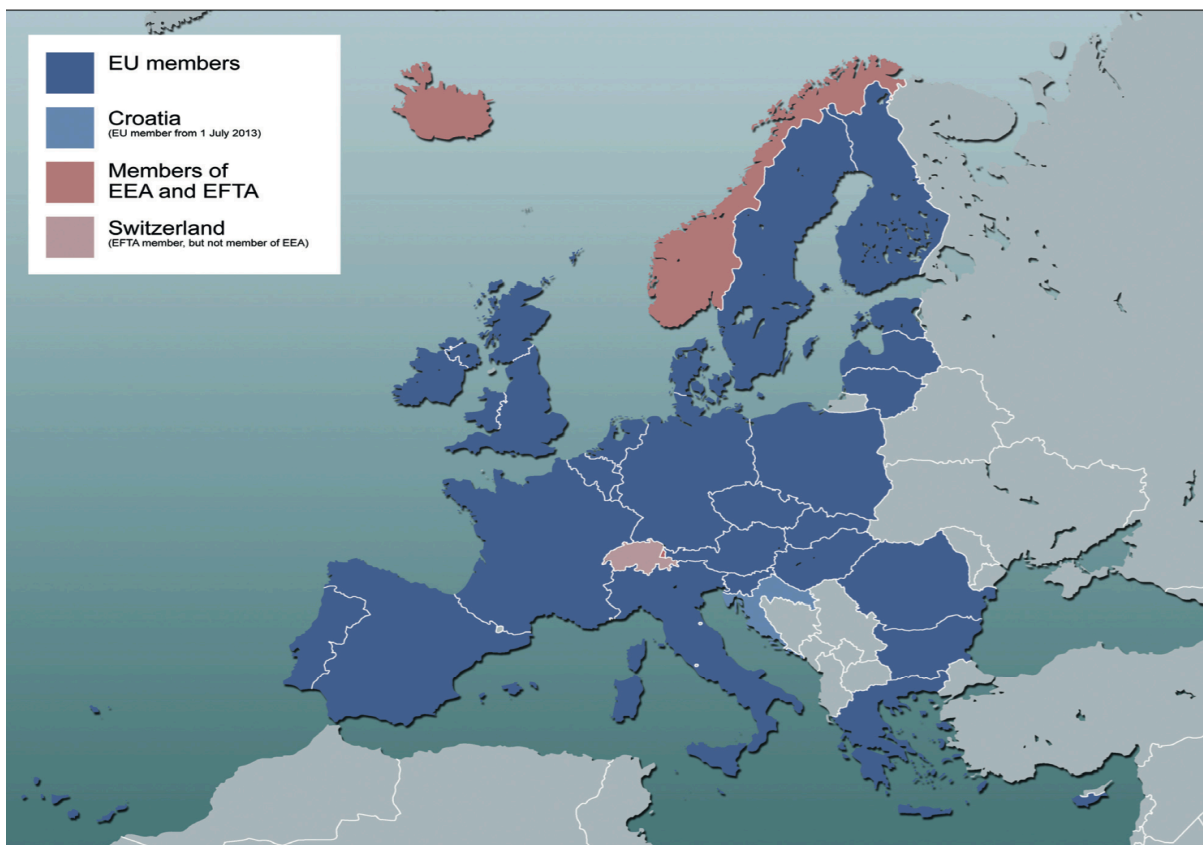 EU members
Croatia
(EU member from 1 July 2013)
Members of
EEA and EFTA
Switzerland
(EFTA member, but not member of EEA)